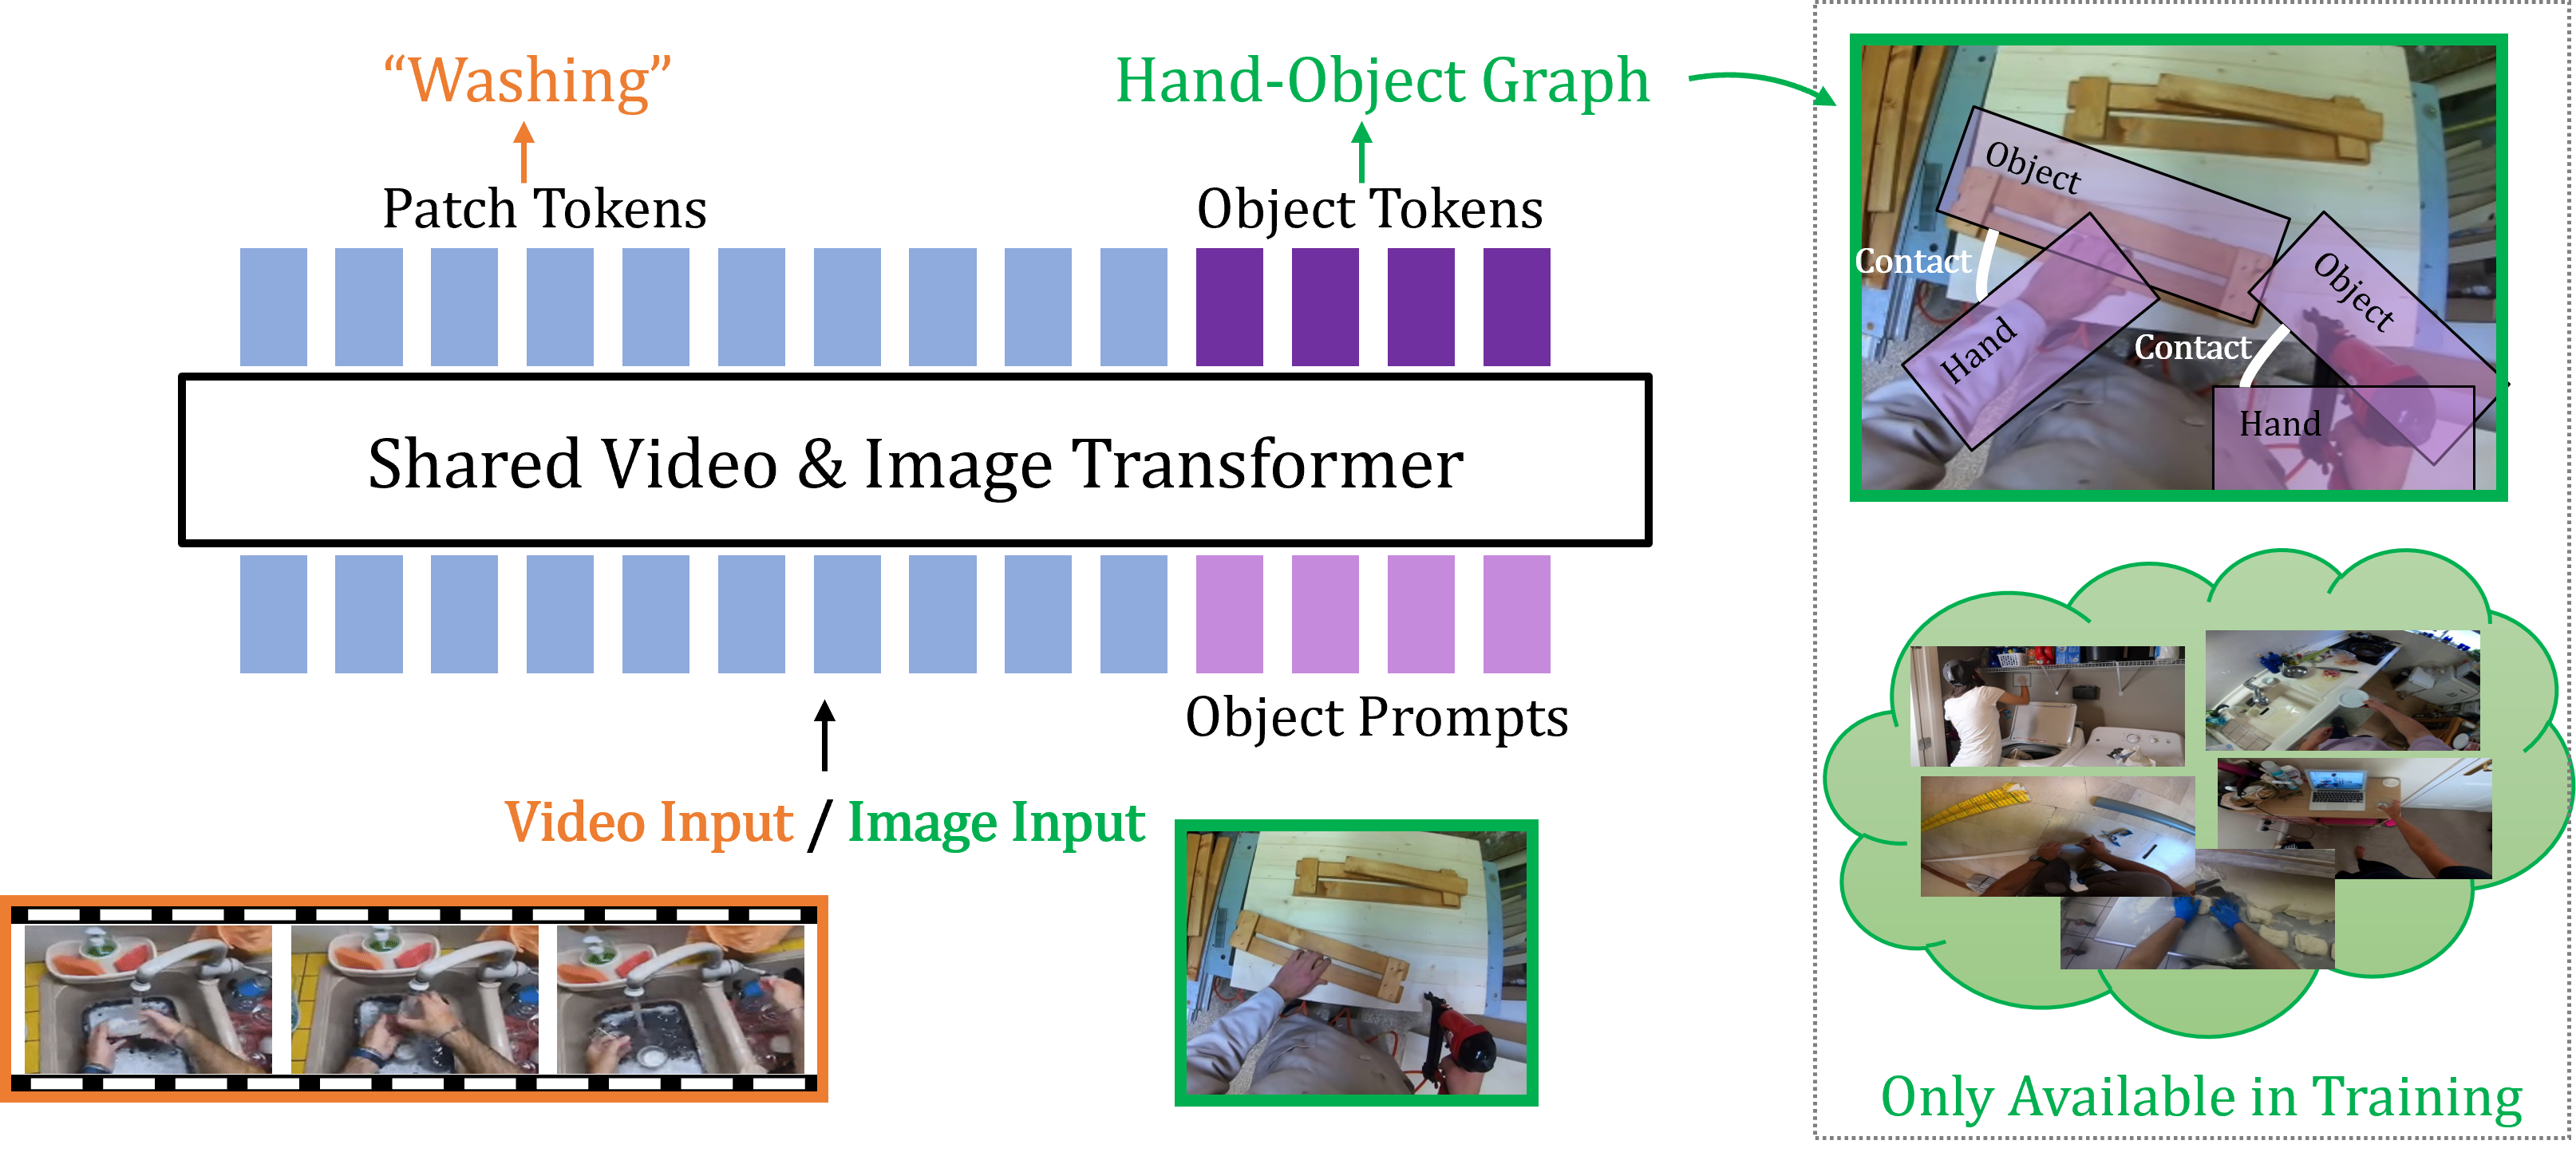 “Washing”
Hand-Object Graph
Patch Tokens
Object Tokens
Shared Video & Image Transformer
Object Prompts
Video Input / Image Input
Object
Object
Contact
Contact
Hand
Hand
Only Available in Training